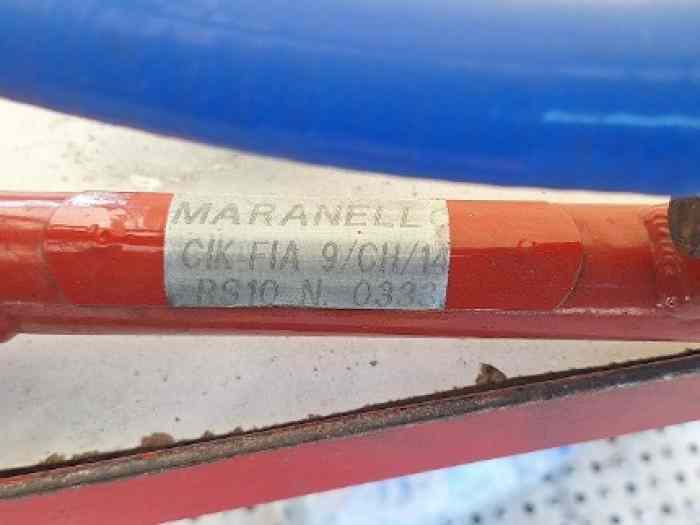 MARANELLO
CIK-FIA 9/CH/14
RS10 N. 0333